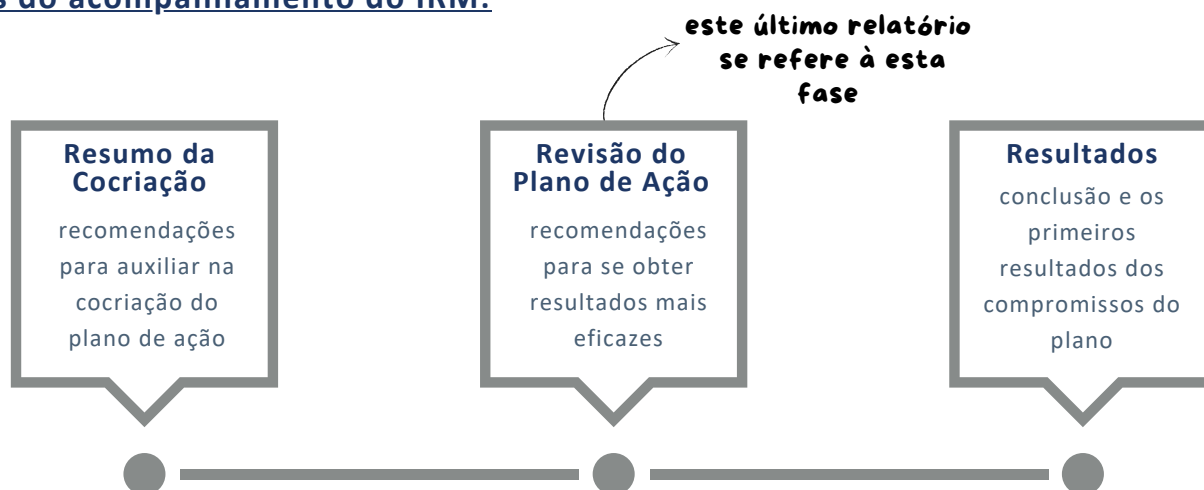 s do acompanhamento do IRM:
este último relatório
se refere à esta
fase
Resumo da
Cocriação
recomendações
para auxiliar na
cocriação do
plano de ação
Revisão do
Plano de Ação
recomendações
para se obter
resultados mais
eficazes
Resultados
conclusão e os
primeiros
resultados dos
compromissos do
plano